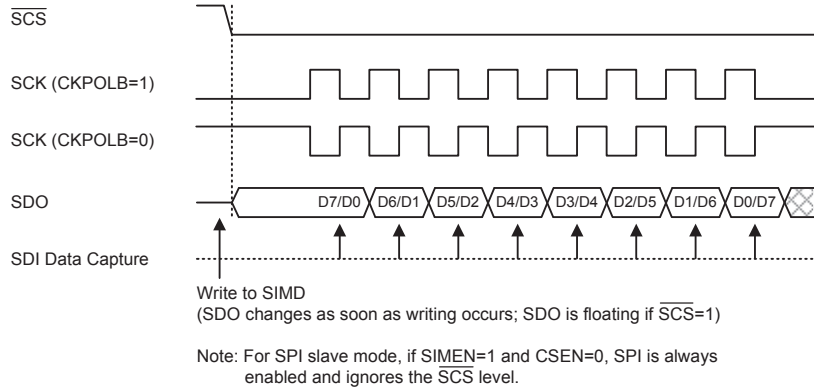 SCS
SCK (CKPOLB=1)
SCK (CKPOLB=0)
SDO D7/D0 D6/D1 D5/D2 D4/D3 D3/D4 D2/D5 D1/D6 D0/D7
SDI Data Capture
Write to SIMD
(SDO changes as soon as writing occurs; SDO is floating if SCS=1)
Note: For SPI slave mode, if SIMEN=1 and CSEN=0, SPI is always
enabled and ignores the SCS level.